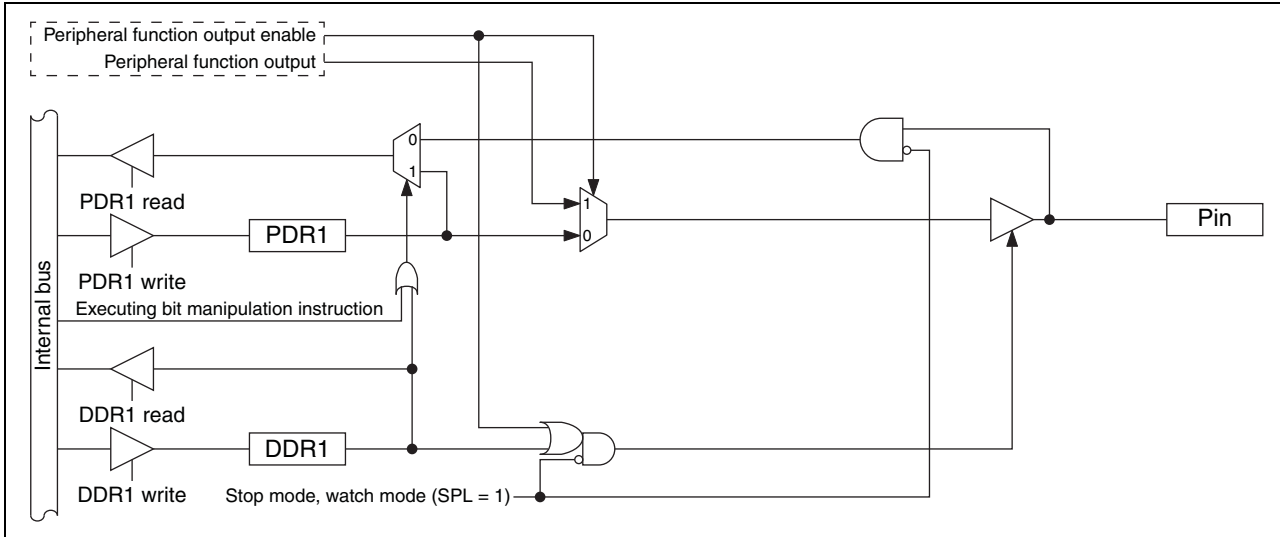 Peripheral function output enable
Peripheral function output
0
1
PDR1 read
1
Pin
PDR1
0
PDR1 write
Executing bit manipulation instruction
Internal bus
DDR1 read
DDR1
DDR1 write
Stop mode, watch mode (SPL = 1)